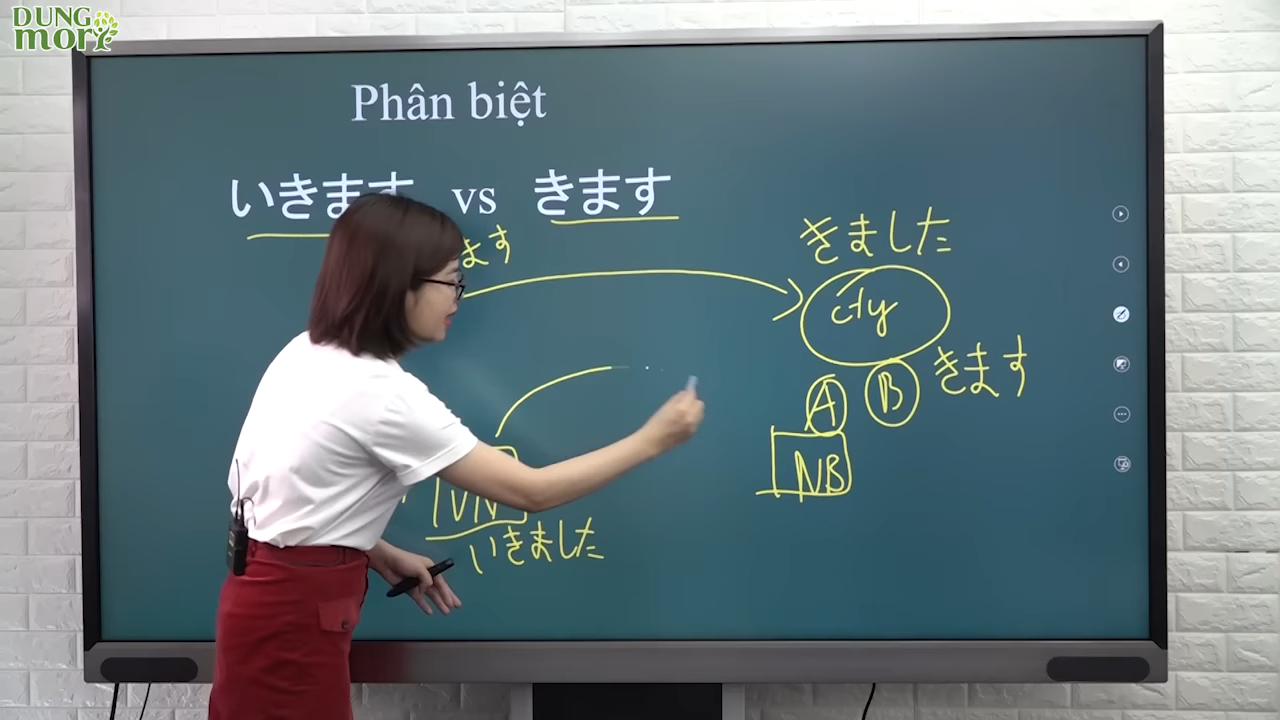 DUNG
mori
Phân biệt
いきます vs きます
ます
きました
cty
きます
A B
NB
VN
いきました